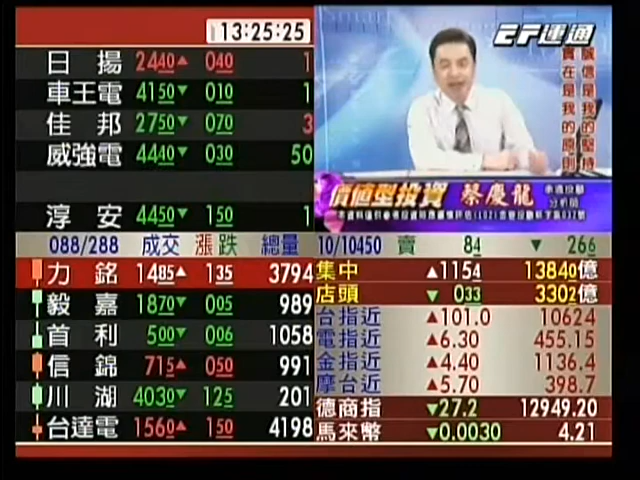 13:25:25
日揚 2440▲ 040 1
車王電 4150▼ 010 1
佳邦 2750▼ 070 3
威強電 4440▼ 030 50
淳安 4450▼ 150 1
088/288 成交 漲跌 總量
力銘 1485▲ 135 3794
毅嘉 1870▼ 005 989
首利 500▼ 006 1058
信錦 715▲ 050 991
川湖 4030▼ 125 201
台達電 1560▲ 150 4198
運通
誠信是我的堅持
實在是我的原則
價值型投資 蔡慶龍
分析師
10/10450 賣 84 ▼ 266
集中 ▲1154 13840億
店頭 ▼ 033 3302億
台指近 ▲101.0 10624
電指近 ▲6.30 455.15
金指近 ▲4.40 1136.4
摩台近 ▲5.70 398.7
德商指 ▼27.2 12949.20
馬來幣 ▼0.0030 4.21